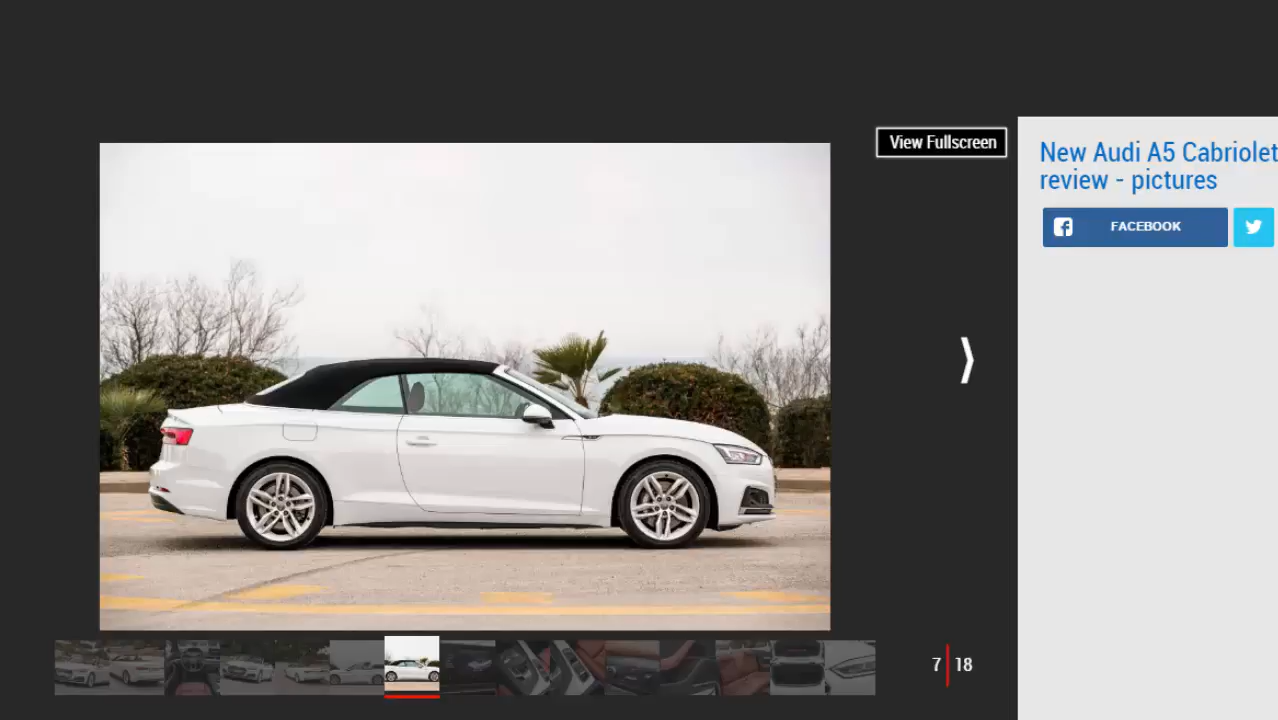 View Fullscreen
New Audi A5 Cabriolet
review - pictures
FACEBOOK
7 18